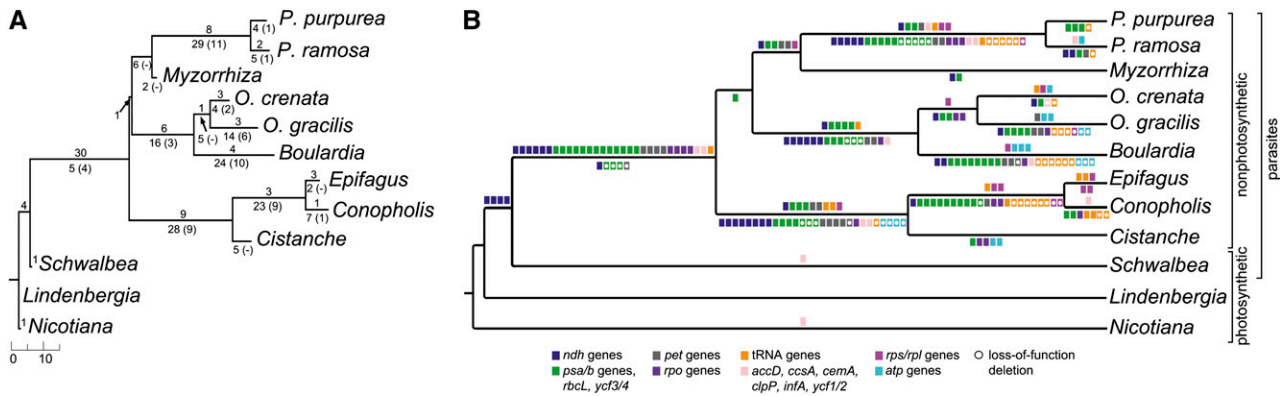 A
8
29 (11)
4 (1)
P. purpurea
2
5 (1)
P. ramosa
6 (-)
2 (-)
Myzorrhiza
1
3
4 (2)
O. crenata
1
3
14 (6)
O. gracilis
5 (-)
6
16 (3)
4
24 (10)
Boulardia
30
5 (4)
3
2 (-)
Epifagus
3
23 (9)
1
7 (1)
Conopholis
9
28 (9)
5 (-)
Cistanche
4
1
Schwalbea
Lindenbergia
1
Nicotiana
0 10
B
P. purpurea
P. ramosa
Myzorrhiza
O. crenata
O. gracilis
Boulardia
Epifagus
Conopholis
Cistanche
Schwalbea
Lindenbergia
Nicotiana
nonphotosynthetic
photosynthetic
parasites
ndh genes
psa/b genes,
rbcL, ycf3/4
pet genes
rpo genes
tRNA genes
accD, ccsA, cemA,
clpP, infA, ycf1/2
rps/rpl genes
atp genes
loss-of-function
deletion